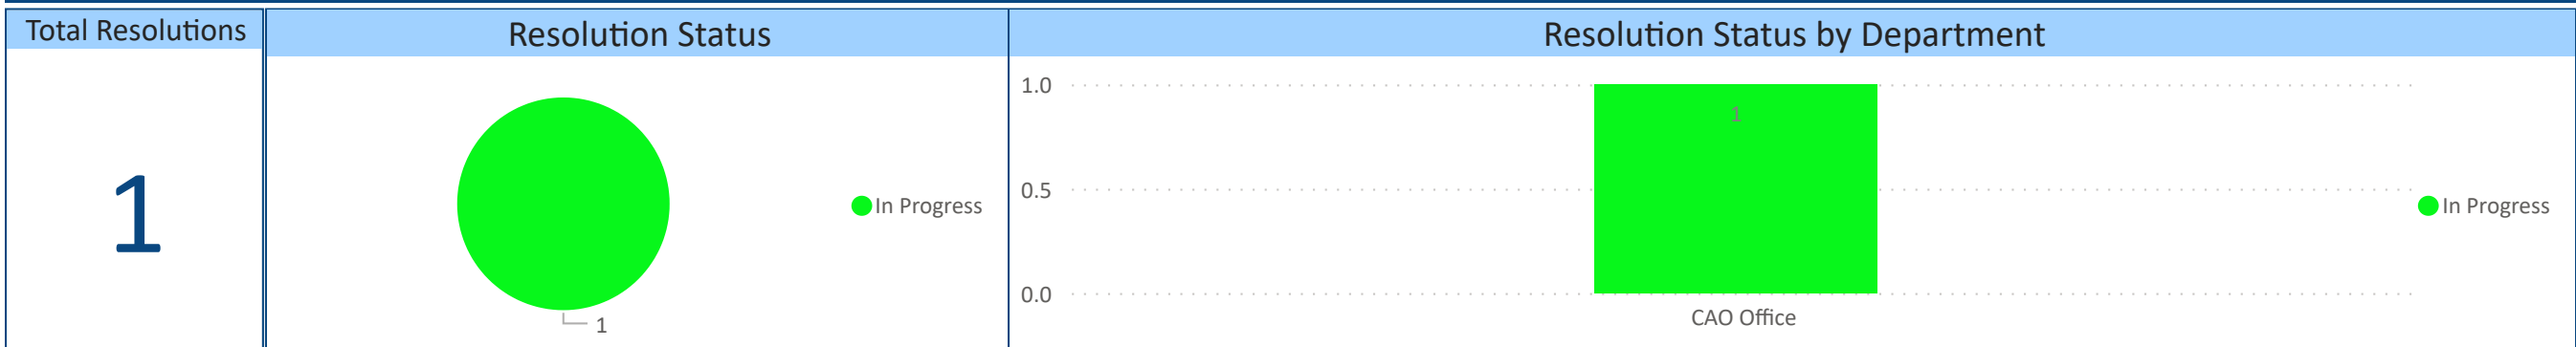 Total Resolutions
1
Resolution Status
1
In Progress
Resolution Status by Department
1.0
0.5
0.0
1
CAO Office
In Progress